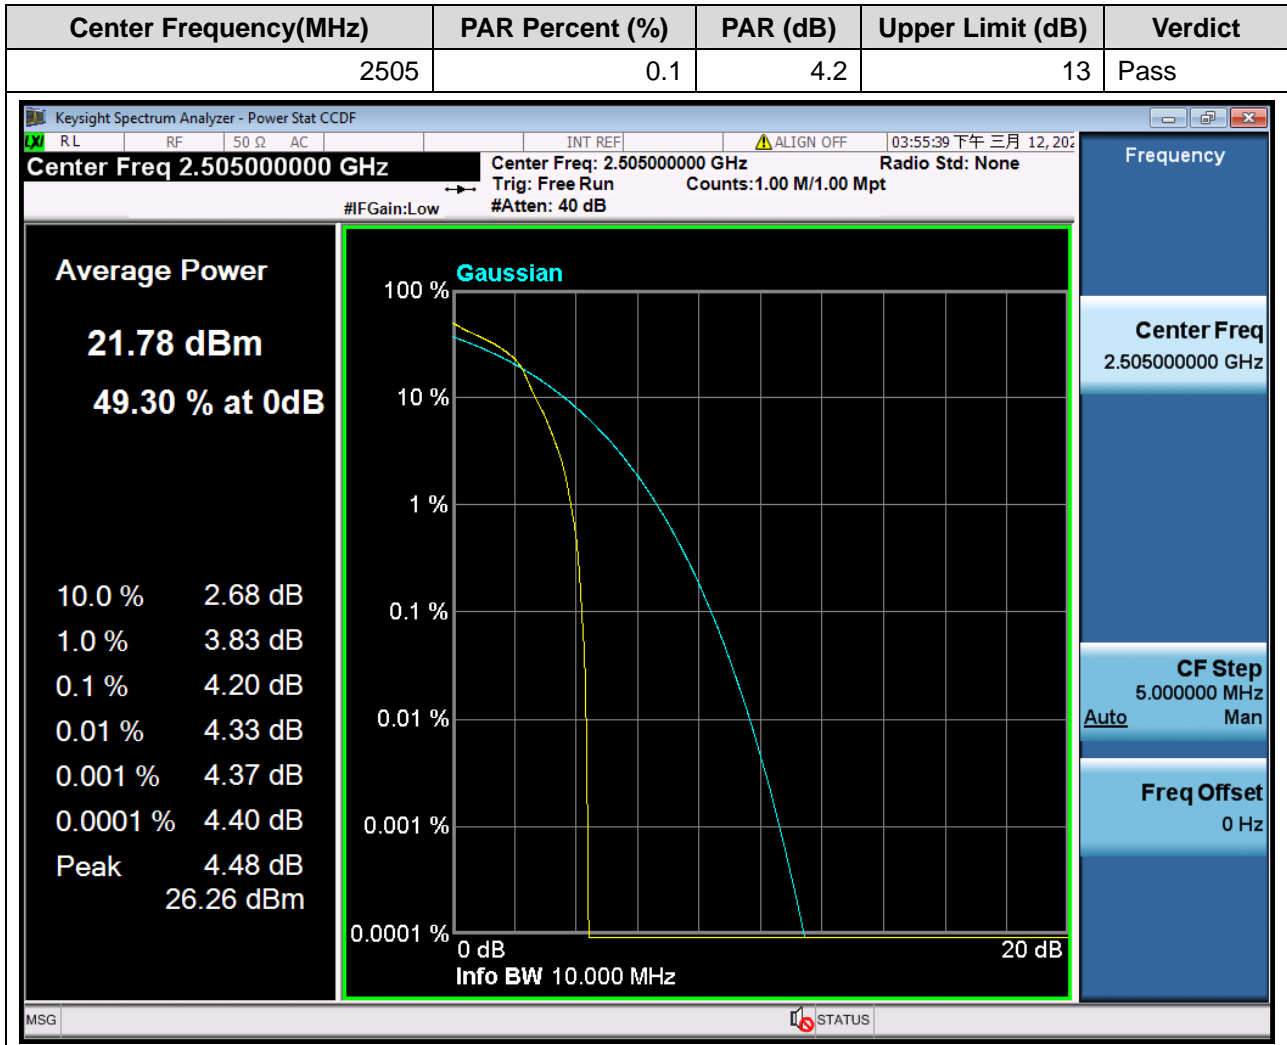 Center Frequency(MHz) PAR Percent (%) PAR (dB) Upper Limit (dB) Verdict
2505 0.1 4.2 13 Pass
Keysight Spectrum Analyzer - Power Stat CCDF
LXI RL RF 50 Ω AC INT REF ALIGN OFF 03:55:39 下午 三月 12, 202
Center Freq 2.505000000 GHz
Center Freq: 2.505000000 GHz Radio Std: None
Trig: Free Run Counts:1.00 M/1.00 Mpt
#IFGain:Low #Atten: 40 dB
Frequency
Average Power
21.78 dBm
49.30 % at 0dB
10.0 % 2.68 dB
1.0 % 3.83 dB
0.1 % 4.20 dB
0.01 % 4.33 dB
0.001 % 4.37 dB
0.0001 % 4.40 dB
Peak 4.48 dB
26.26 dBm
Gaussian
100 %
10 %
1 %
0.1 %
0.01 %
0.001 %
0.0001 %
0 dB 20 dB
Info BW 10.000 MHz
Center Freq
2.505000000 GHz
CF Step
5.000000 MHz
Auto Man
Freq Offset
0 Hz
MSG STATUS